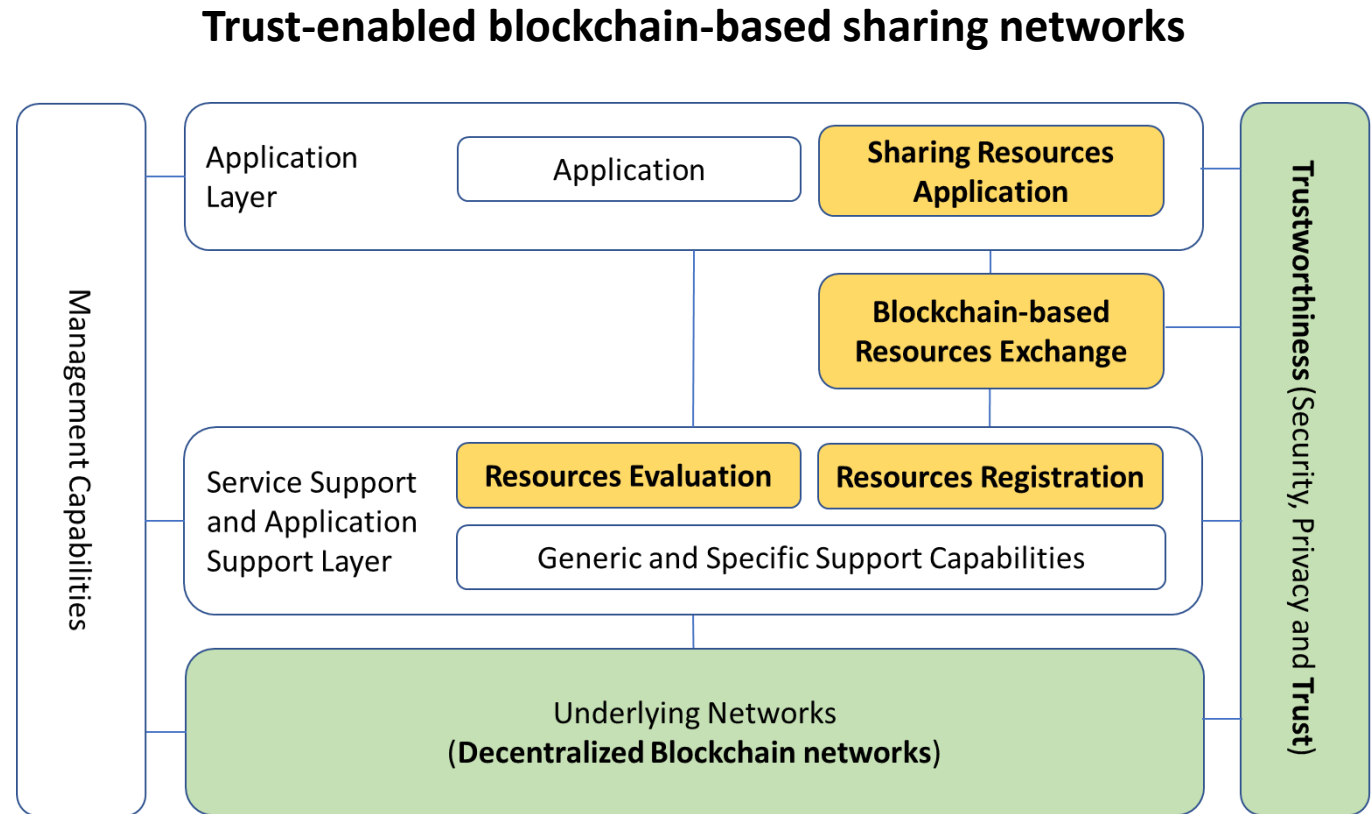 Trust-enabled blockchain-based sharing networks
Management Capabilities
Application
Layer
Application
Sharing Resources
Application
Blockchain-based
Resources Exchange
Service Support
and Application
Support Layer
Resources Evaluation
Resources Registration
Generic and Specific Support Capabilities
Underlying Networks
(Decentralized Blockchain networks)
Trustworthiness (Security, Privacy and Trust)